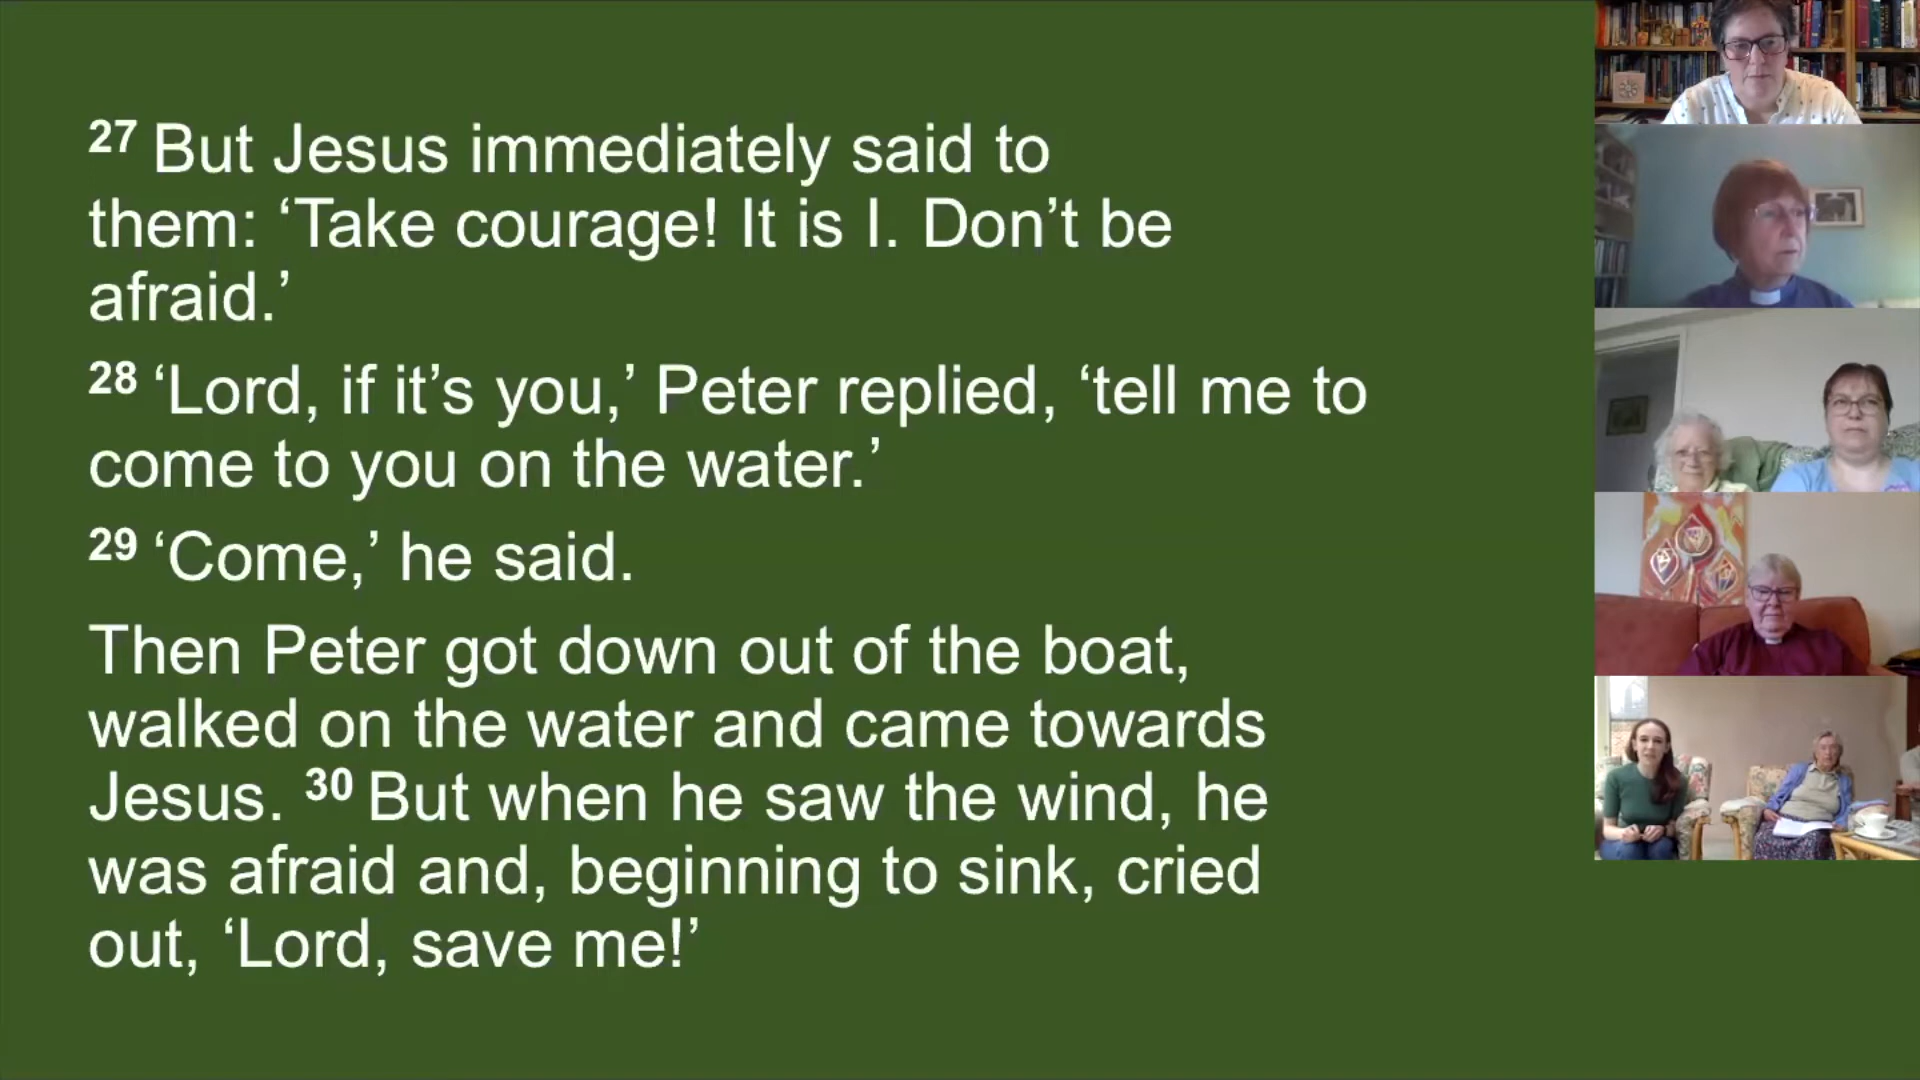 27 But Jesus immediately said to
them: ‘Take courage! It is I. Don’t be
afraid.’
28 ‘Lord, if it’s you,’ Peter replied, ‘tell me to
come to you on the water.’
29 ‘Come,’ he said.
Then Peter got down out of the boat,
walked on the water and came towards
Jesus. 30 But when he saw the wind, he
was afraid and, beginning to sink, cried
out, ‘Lord, save me!’